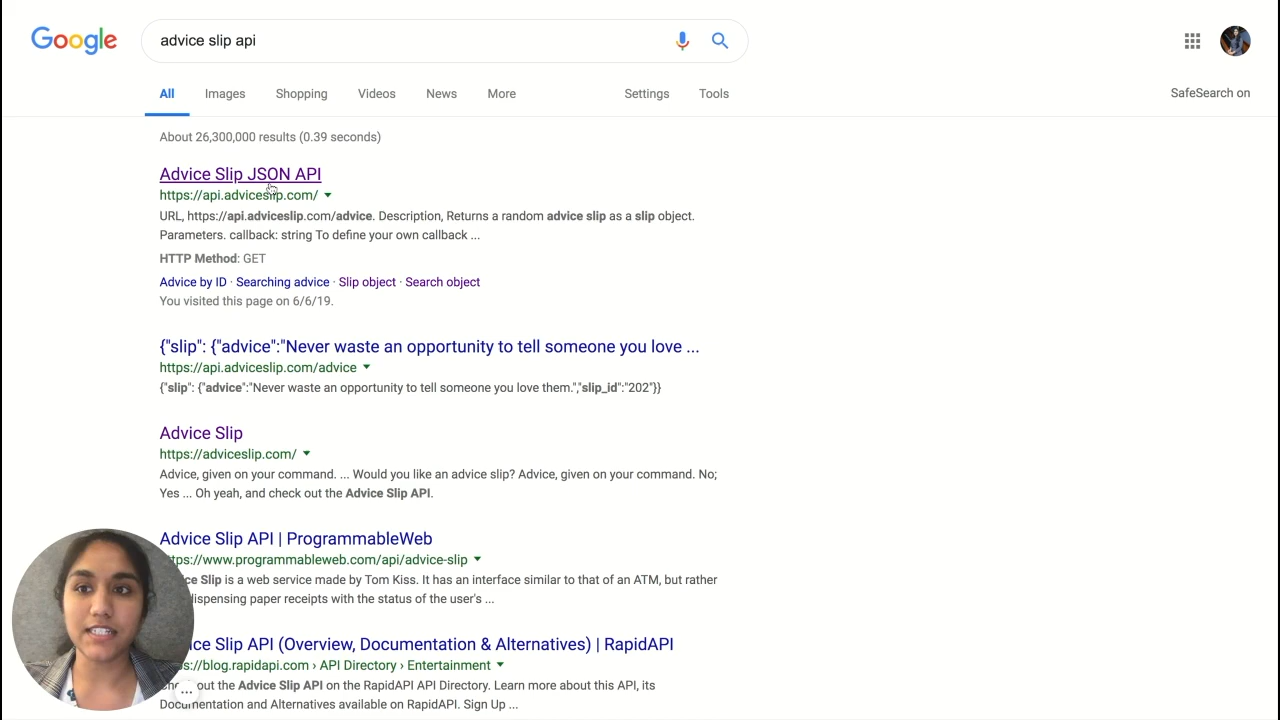 Google
advice slip api
All Images Shopping Videos News More Settings Tools
SafeSearch on
About 26,300,000 results (0.39 seconds)
Advice Slip JSON API
https://api.adviceslip.com/
URL, https://api.adviceslip.com/advice. Description, Returns a random advice slip as a slip object.
Parameters. callback: string To define your own callback ...
HTTP Method: GET
Advice by ID · Searching advice · Slip object · Search object
You visited this page on 6/6/19.
{"slip": {"advice":"Never waste an opportunity to tell someone you love ...
https://api.adviceslip.com/advice
{"slip": {"advice":"Never waste an opportunity to tell someone you love them.","slip_id":"202"}}
Advice Slip
https://adviceslip.com/
Advice, given on your command. ... Would you like an advice slip? Advice, given on your command. No;
Yes ... Oh yeah, and check out the Advice Slip API.
Advice Slip API | ProgrammableWeb
https://www.programmableweb.com/api/advice-slip
Slip is a web service made by Tom Kiss. It has an interface similar to that of an ATM, but rather
dispensing paper receipts with the status of the user's ...
Slip API (Overview, Documentation & Alternatives) | RapidAPI
://blog.rapidapi.com › API Directory › Entertainment
out the Advice Slip API on the RapidAPI API Directory. Learn more about this API, its
Documentation and Alternatives available on RapidAPI. Sign Up ...